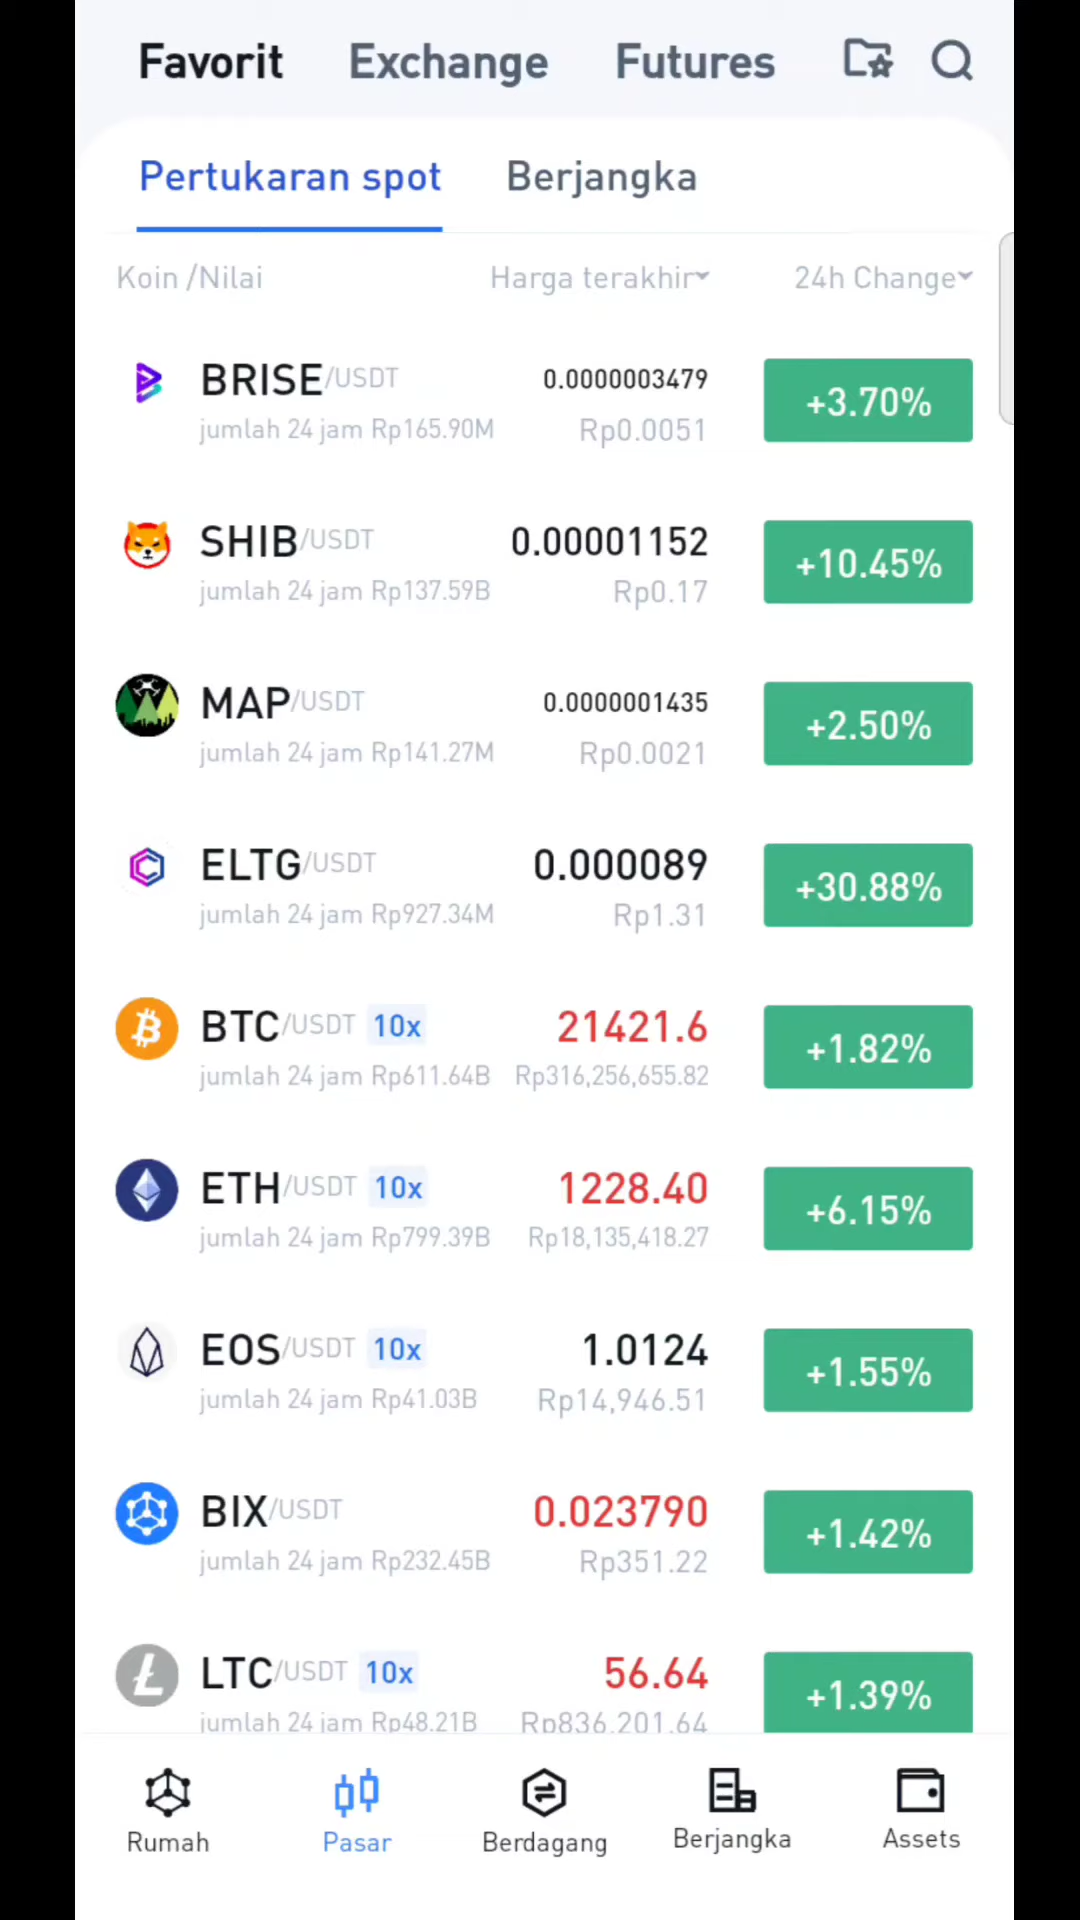 Favorit Exchange Futures
Pertukaran spot Berjangka
Koin /Nilai Harga terakhir 24h Change
BRISE/USDT 0.0000003479 +3.70%
jumlah 24 jam Rp165.90M Rp0.0051
SHIB/USDT 0.00001152 +10.45%
jumlah 24 jam Rp137.59B Rp0.17
MAP/USDT 0.0000001435 +2.50%
jumlah 24 jam Rp141.27M Rp0.0021
ELTG/USDT 0.000089 +30.88%
jumlah 24 jam Rp927.34M Rp1.31
BTC/USDT 10x 21421.6 +1.82%
jumlah 24 jam Rp611.64B Rp316,256,655.82
ETH/USDT 10x 1228.40 +6.15%
jumlah 24 jam Rp799.39B Rp18,135,418.27
EOS/USDT 10x 1.0124 +1.55%
jumlah 24 jam Rp41.03B Rp14,946.51
BIX/USDT 0.023790 +1.42%
jumlah 24 jam Rp232.45B Rp351.22
LTC/USDT 10x 56.64 +1.39%
jumlah 24 jam Rp48.21B Rp836,201.64
Rumah Pasar Berdagang Berjangka Assets